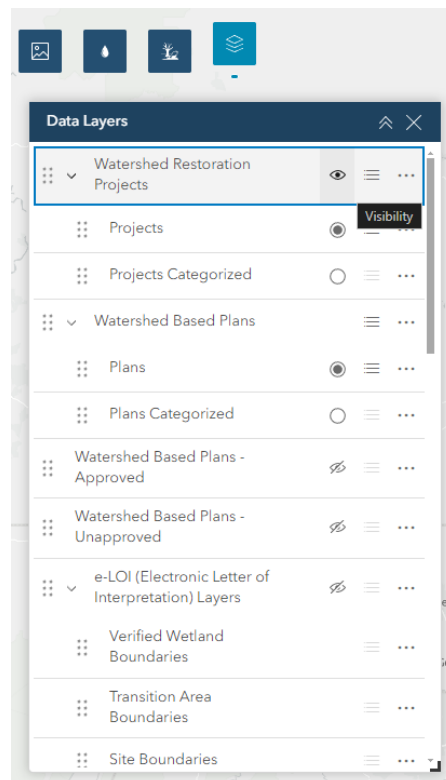 Data Layers
Watershed Restoration
Projects
Visibility
Projects
Projects Categorized
Watershed Based Plans
Plans
Plans Categorized
Watershed Based Plans -
Approved
Watershed Based Plans -
Unapproved
e-LOI (Electronic Letter of
Interpretation) Layers
Verified Wetland
Boundaries
Transition Area
Boundaries
Site Boundaries